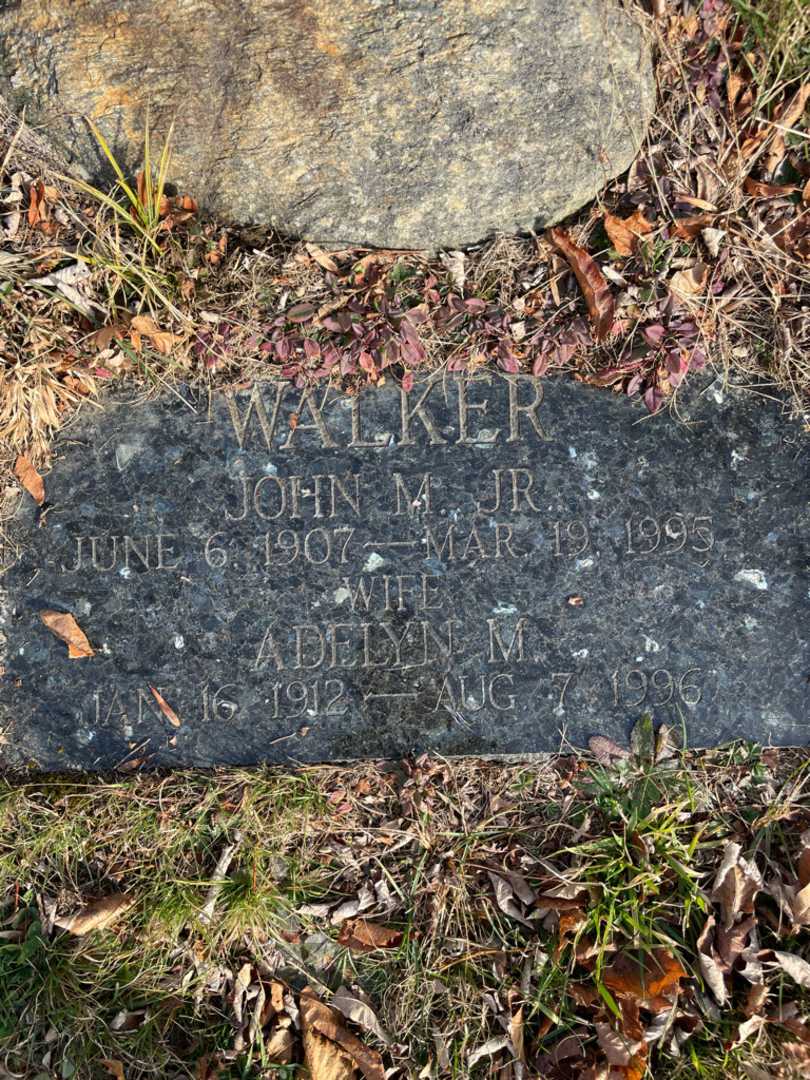 WALKER
JOHN M. JR.
JUNE 6, 1907 — MAR. 19, 1995
WIFE
ADELYN M.
JAN. 16, 1912 — AUG. 7, 1996